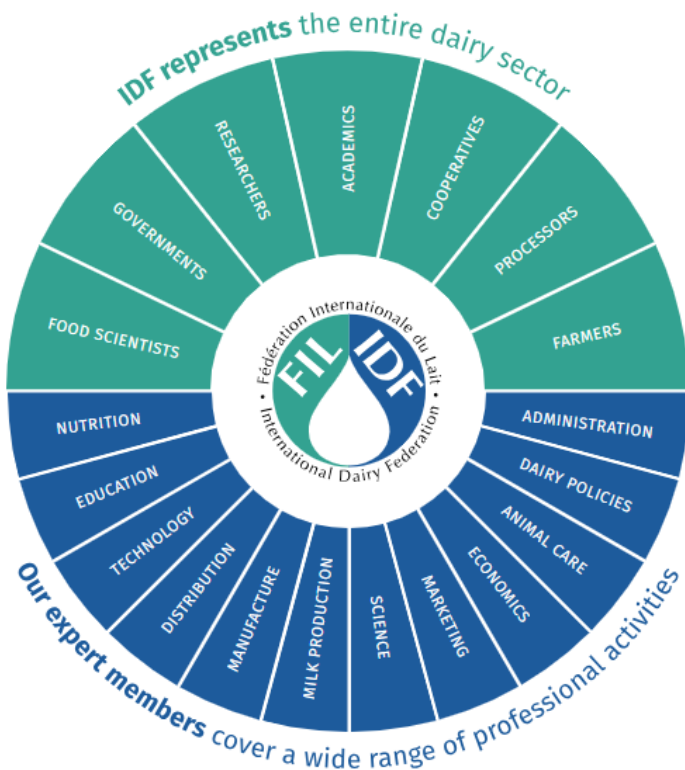 IDF represents the entire dairy sector
FOOD SCIENTISTS
GOVERNMENTS
RESEARCHERS
ACADEMICS
COOPERATIVES
PROCESSORS
FARMERS
• Fédération Internationale du Lait •
FIL IDF
International Dairy Federation
NUTRITION
EDUCATION
TECHNOLOGY
DISTRIBUTION
MANUFACTURE
MILK PRODUCTION
SCIENCE
MARKETING
ECONOMICS
ANIMAL CARE
DAIRY POLICIES
ADMINISTRATION
Our expert members cover a wide range of professional activities